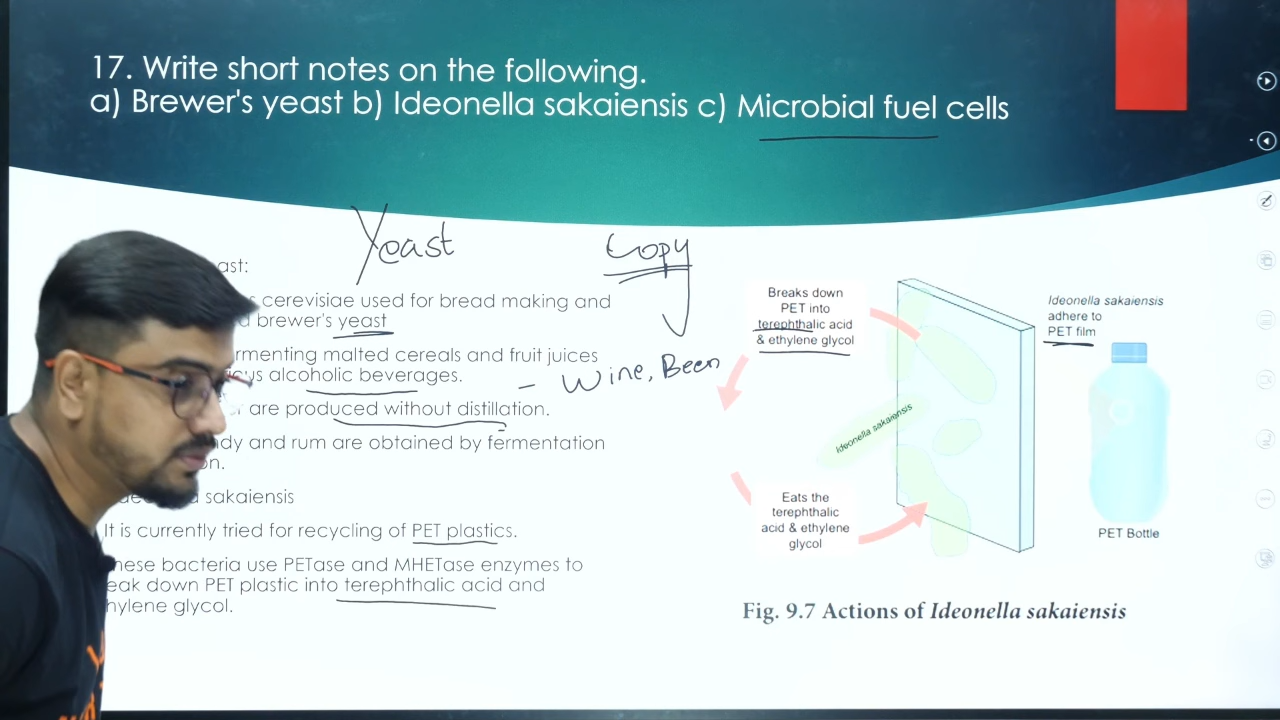 17. Write short notes on the following.
a) Brewer's yeast b) Ideonella sakaiensis c) Microbial fuel cells
Yeast
Copy
cerevisiae used for bread making and
brewer's yeast
malted cereals and fruit juices
alcoholic beverages.
- Wine, Been
are produced without distillation.
and rum are obtained by fermentation
sakaiensis
It is currently tried for recycling of PET plastics.
hese bacteria use PETase and MHETase enzymes to
eak down PET plastic into terephthalic acid and
hylene glycol.
Breaks down
PET into
terephthalic acid
& ethylene glycol
Ideonella sakaiensis
adhere to
PET film
Ideonella sakaiensis
Eats the
terephthalic
acid & ethylene
glycol
PET Bottle
Fig. 9.7 Actions of Ideonella sakaiensis